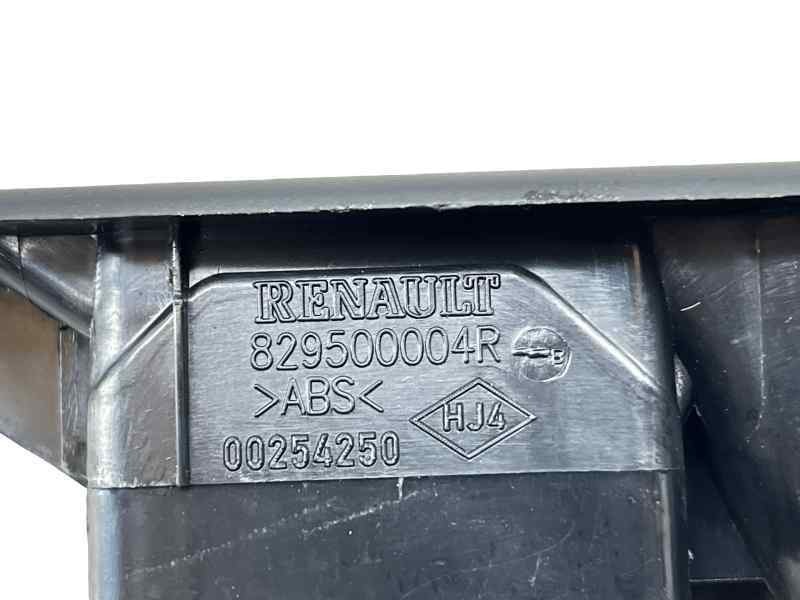 RENAULT
829500004R B
>ABS<
HJ4
00254250